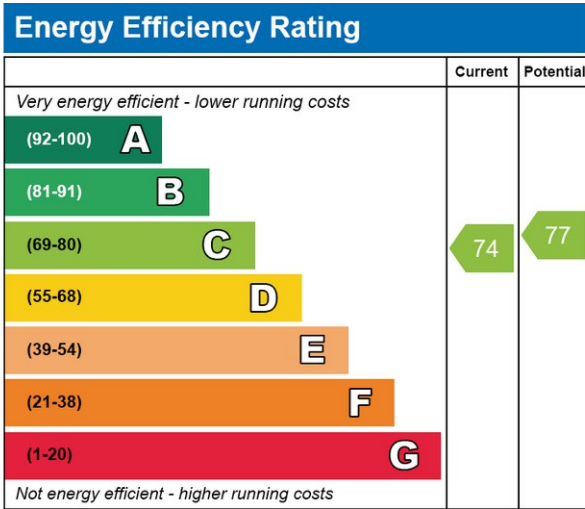 Energy Efficiency Rating
Current Potential
Very energy efficient - lower running costs
(92-100) A
(81-91) B
(69-80) C 74 77
(55-68) D
(39-54) E
(21-38) F
(1-20) G
Not energy efficient - higher running costs